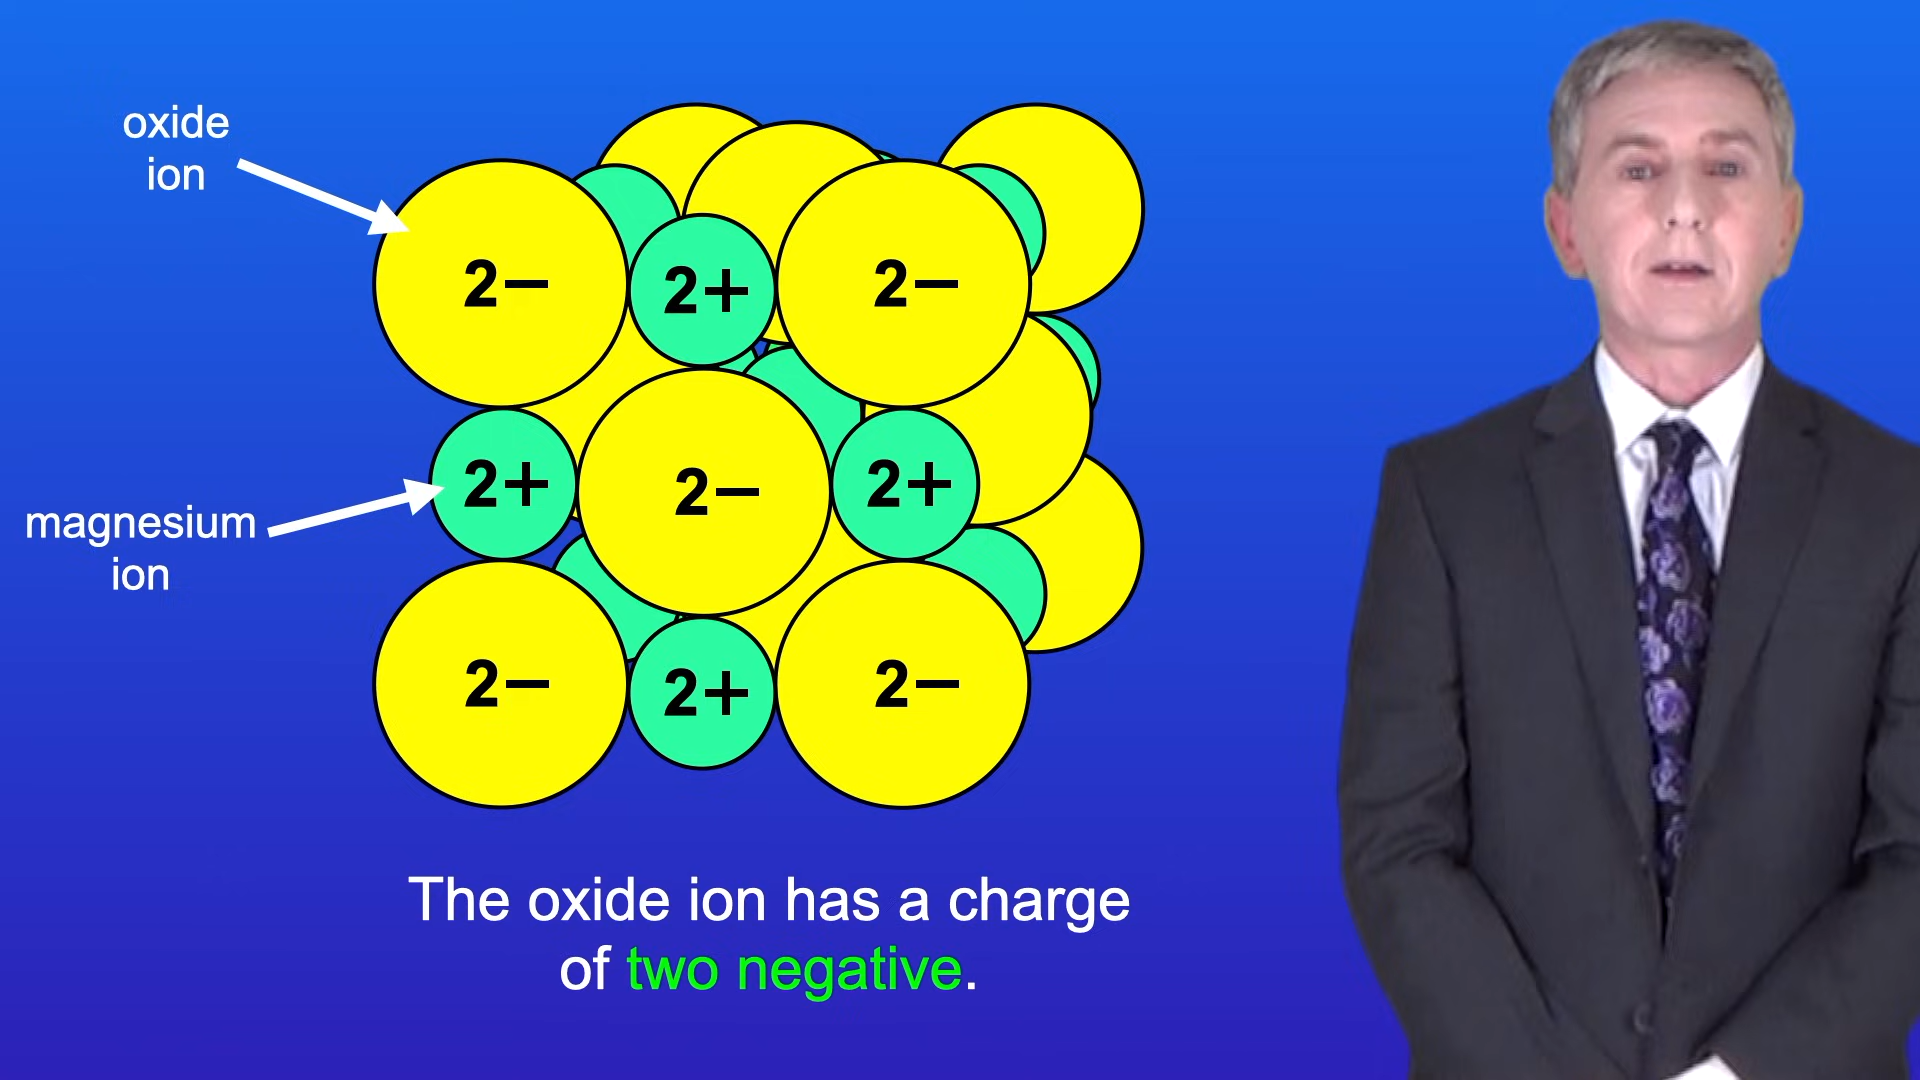 oxide
ion
2−
2+
2−
magnesium
ion
2+
2−
2+
2−
2+
2−
The oxide ion has a charge
of two negative.